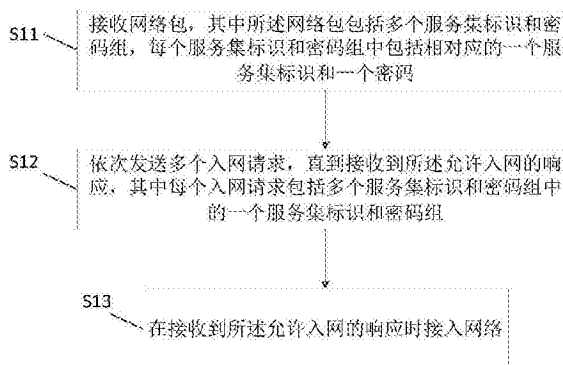 S11
接收网络包，其中所述网络包包括多个服务集标识和密
码组，每个服务集标识和密码组中包括相对应的一个服
务集标识和一个密码
S12
依次发送多个入网请求，直到接收到所述允许入网的响
应，其中每个入网请求包括多个服务集标识和密码组中
的一个服务集标识和密码组
S13
在接收到所述允许入网的响应时接入网络